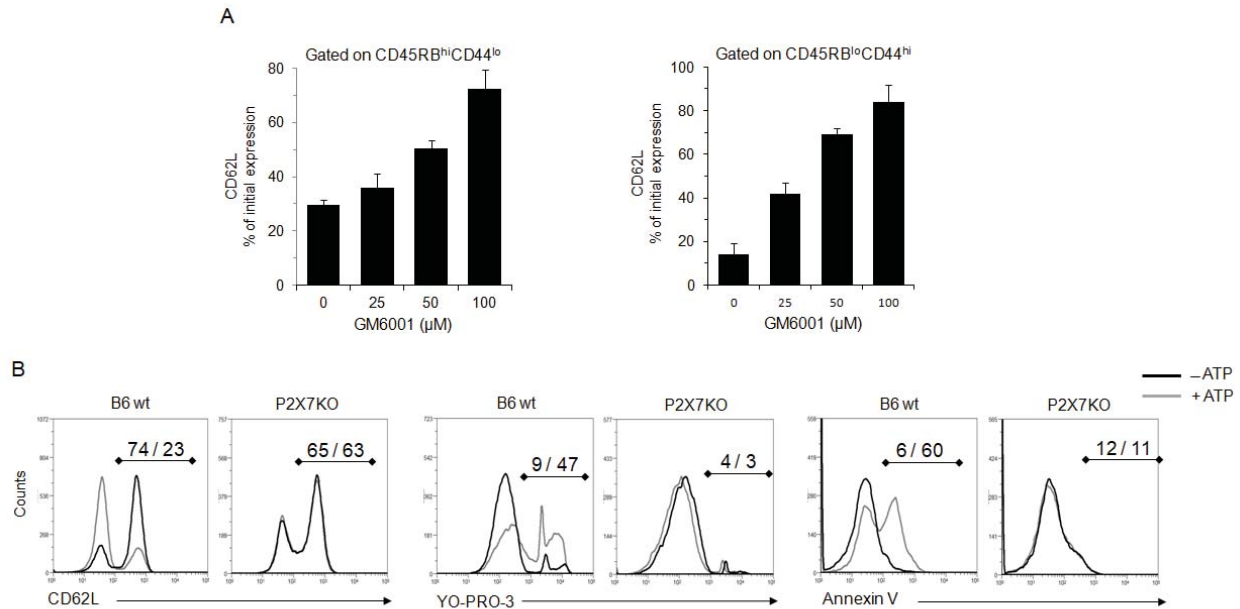 A
Gated on CD45RBhiCD44lo
CD62L
% of initial expression
80
60
40
20
0
0 25 50 100
GM6001 (µM)
Gated on CD45RBloCD44hi
CD62L
% of initial expression
100
80
60
40
20
0
0 25 50 100
GM6001 (µM)
B
– ATP
+ ATP
B6 wt
P2X7KO
B6 wt
P2X7KO
B6 wt
P2X7KO
74 / 23
65 / 63
9 / 47
4 / 3
6 / 60
12 / 11
Counts
CD62L
YO-PRO-3
Annexin V